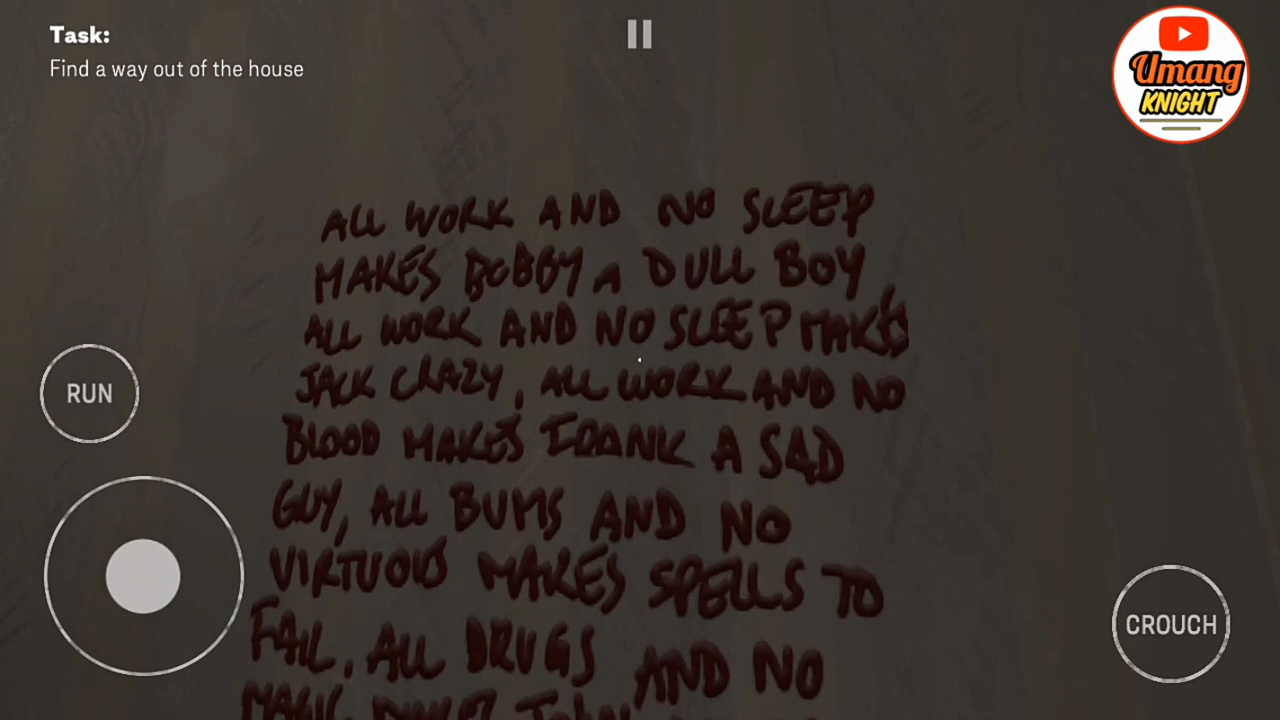 Task:
Find a way out of the house
Umang
KNIGHT
ALL WORK AND NO SLEEP
MAKES BOBBY A DULL BOY
ALL WORK AND NO SLEEP MAKES
JACK CRAZY, ALL WORK AND NO
BLOOD MAKES FRANK A SAD
GUY, ALL BUMS AND NO
VIRTUOUS MAKES SPELLS TO
FAIL. ALL DRUGS AND NO
MAGIC
RUN
CROUCH